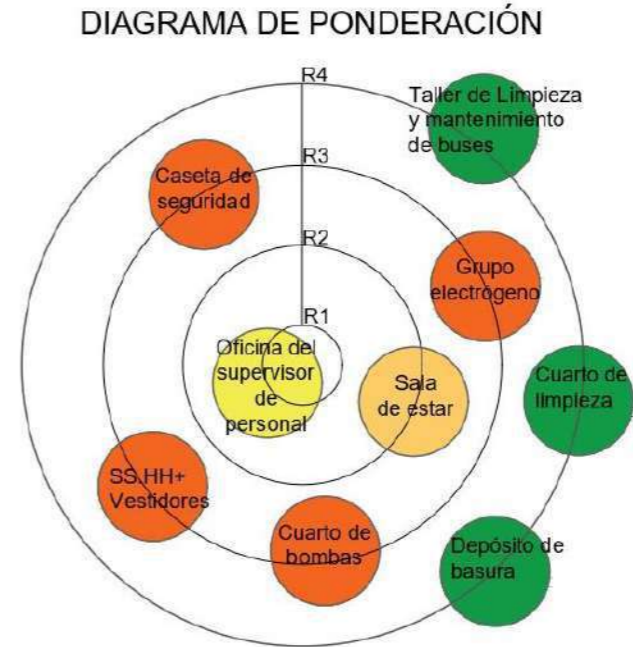 DIAGRAMA DE PONDERACIÓN
R4
Taller de Limpieza
y mantenimiento
de buses
R3
Caseta de
seguridad
R2
Grupo
electrógeno
R1
Oficina del
supervisor
de
personal
Sala
de estar
Cuarto de
limpieza
SS.HH+
Vestidores
Cuarto de
bombas
Depósito de
basura